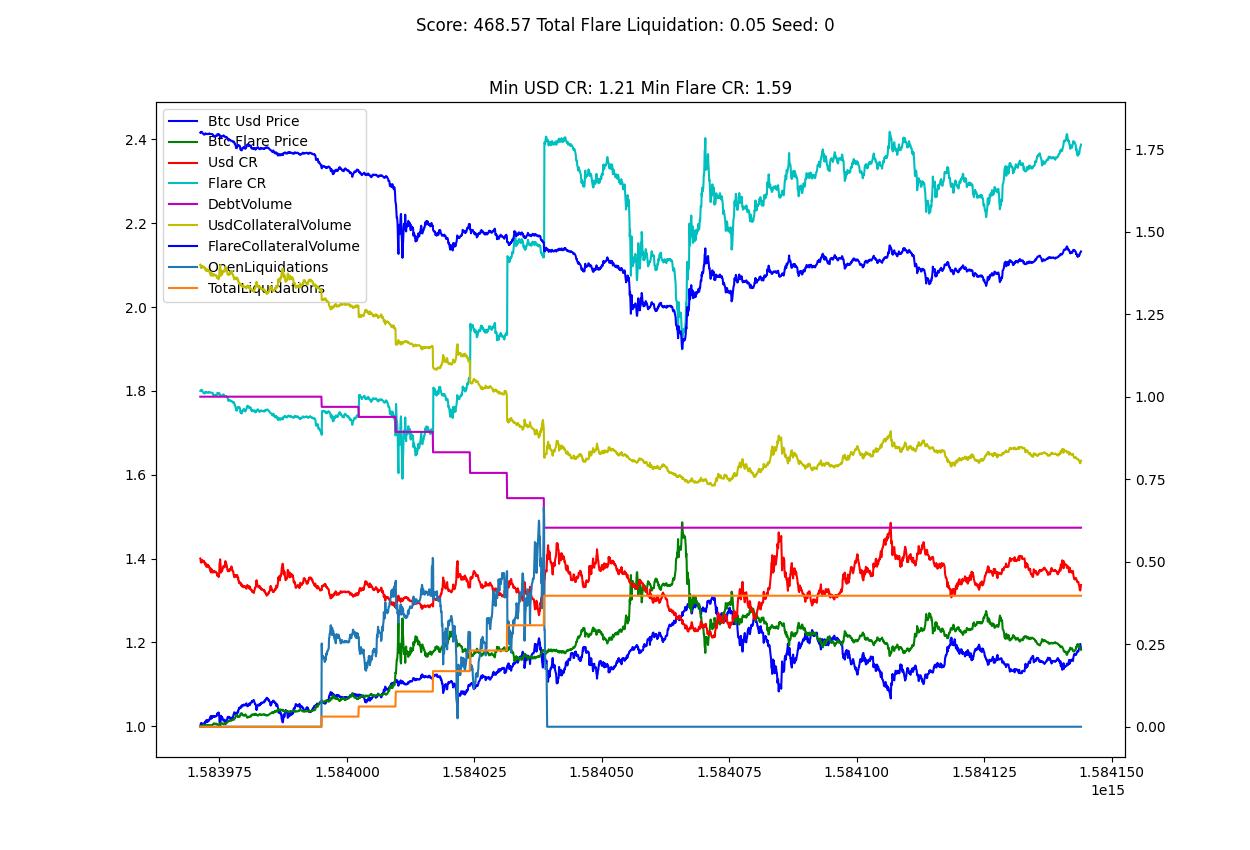 Score: 468.57 Total Flare Liquidation: 0.05 Seed: 0
Min USD CR: 1.21 Min Flare CR: 1.59
Btc Usd Price
Btc Flare Price
Usd CR
Flare CR
DebtVolume
UsdCollateralVolume
FlareCollateralVolume
OpenLiquidations
TotalLiquidations
2.4
2.2
2.0
1.8
1.6
1.4
1.2
1.0
1.75
1.50
1.25
1.00
0.75
0.50
0.25
0.00
1.583975 1.584000 1.584025 1.584050 1.584075 1.584100 1.584125 1.584150
1e15